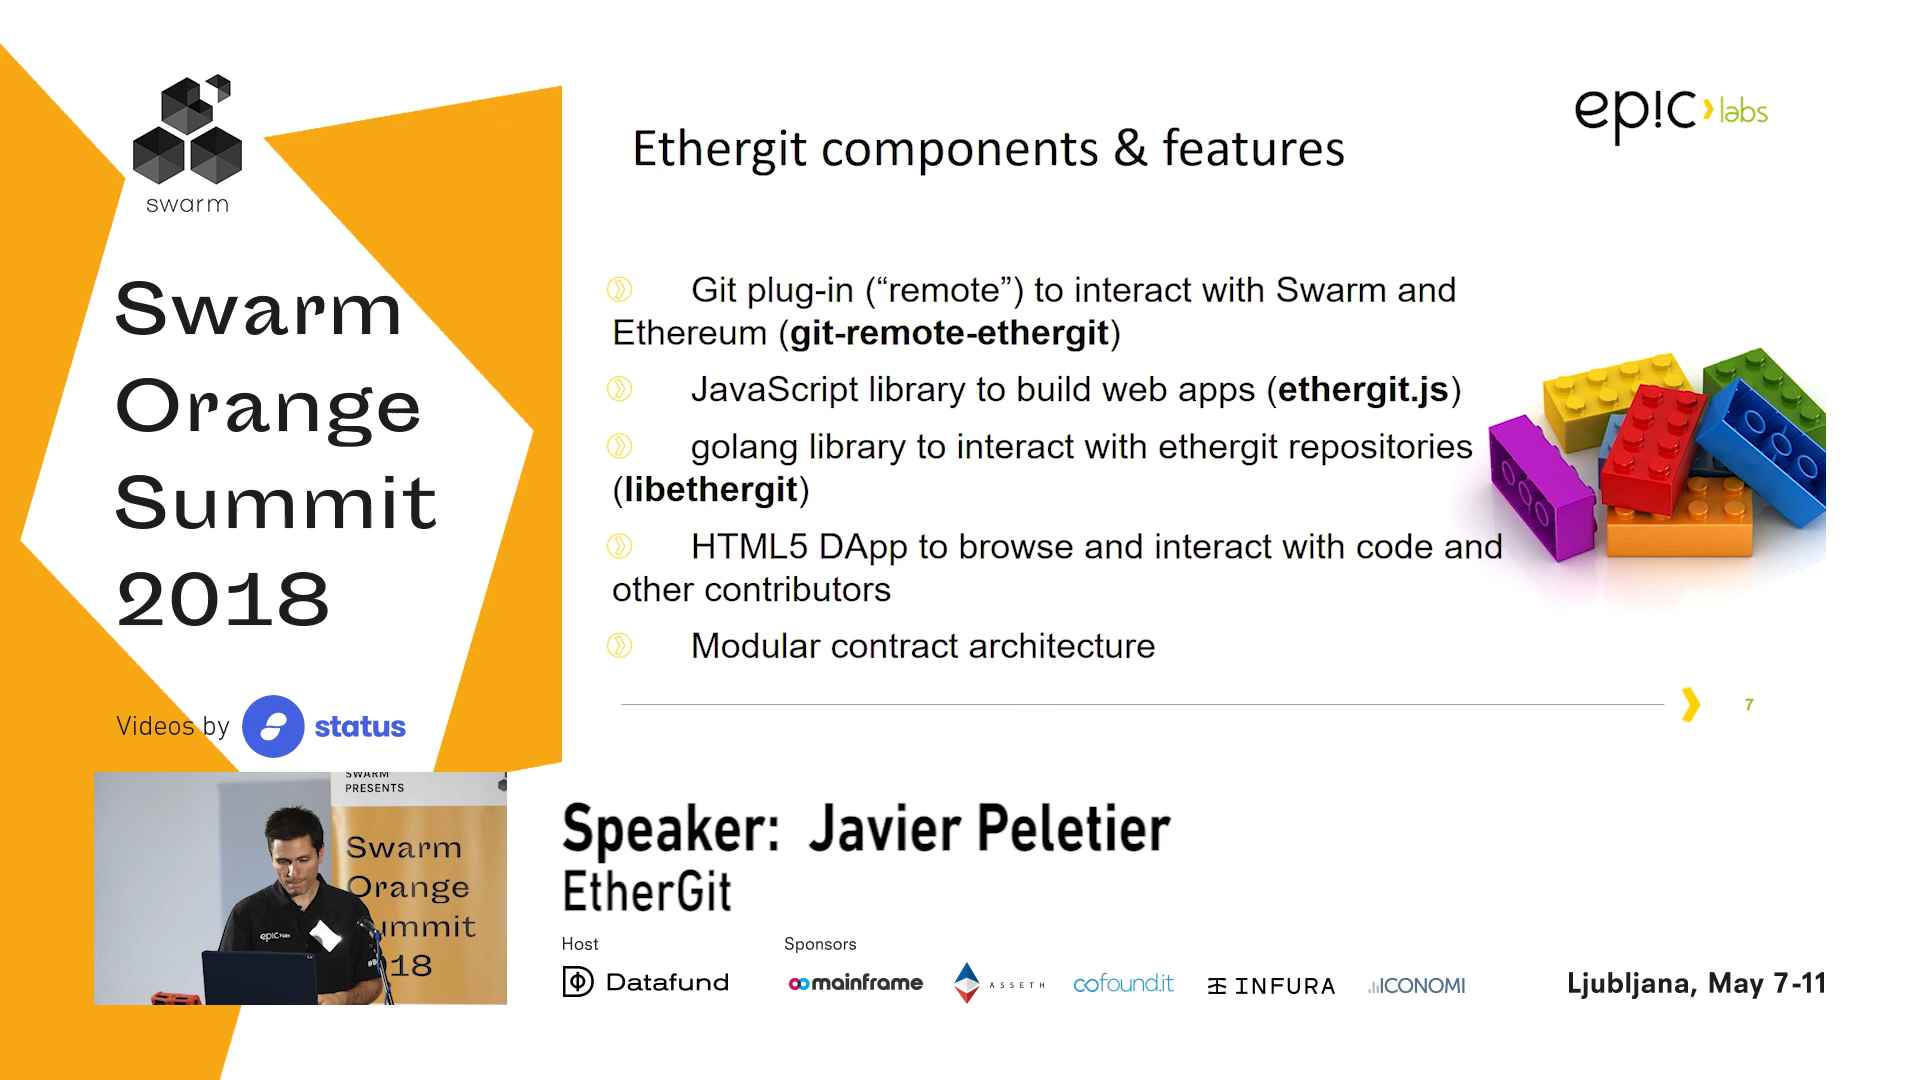 swarm
Swarm
Orange
Summit
2018
Videos by status
epic labs
Ethergit components & features
Git plug-in (“remote”) to interact with Swarm and
Ethereum (git-remote-ethergit)
JavaScript library to build web apps (ethergit.js)
golang library to interact with ethergit repositories
(libethergit)
HTML5 DApp to browse and interact with code and
other contributors
Modular contract architecture
7
SWARM
PRESENTS
Swarm
Orange
Summit
18
epic labs
Speaker: Javier Peletier
EtherGit
Host
Sponsors
Datafund
mainframe
ASSETH
cofound.it
INFURA
ICONOMI
Ljubljana, May 7-11